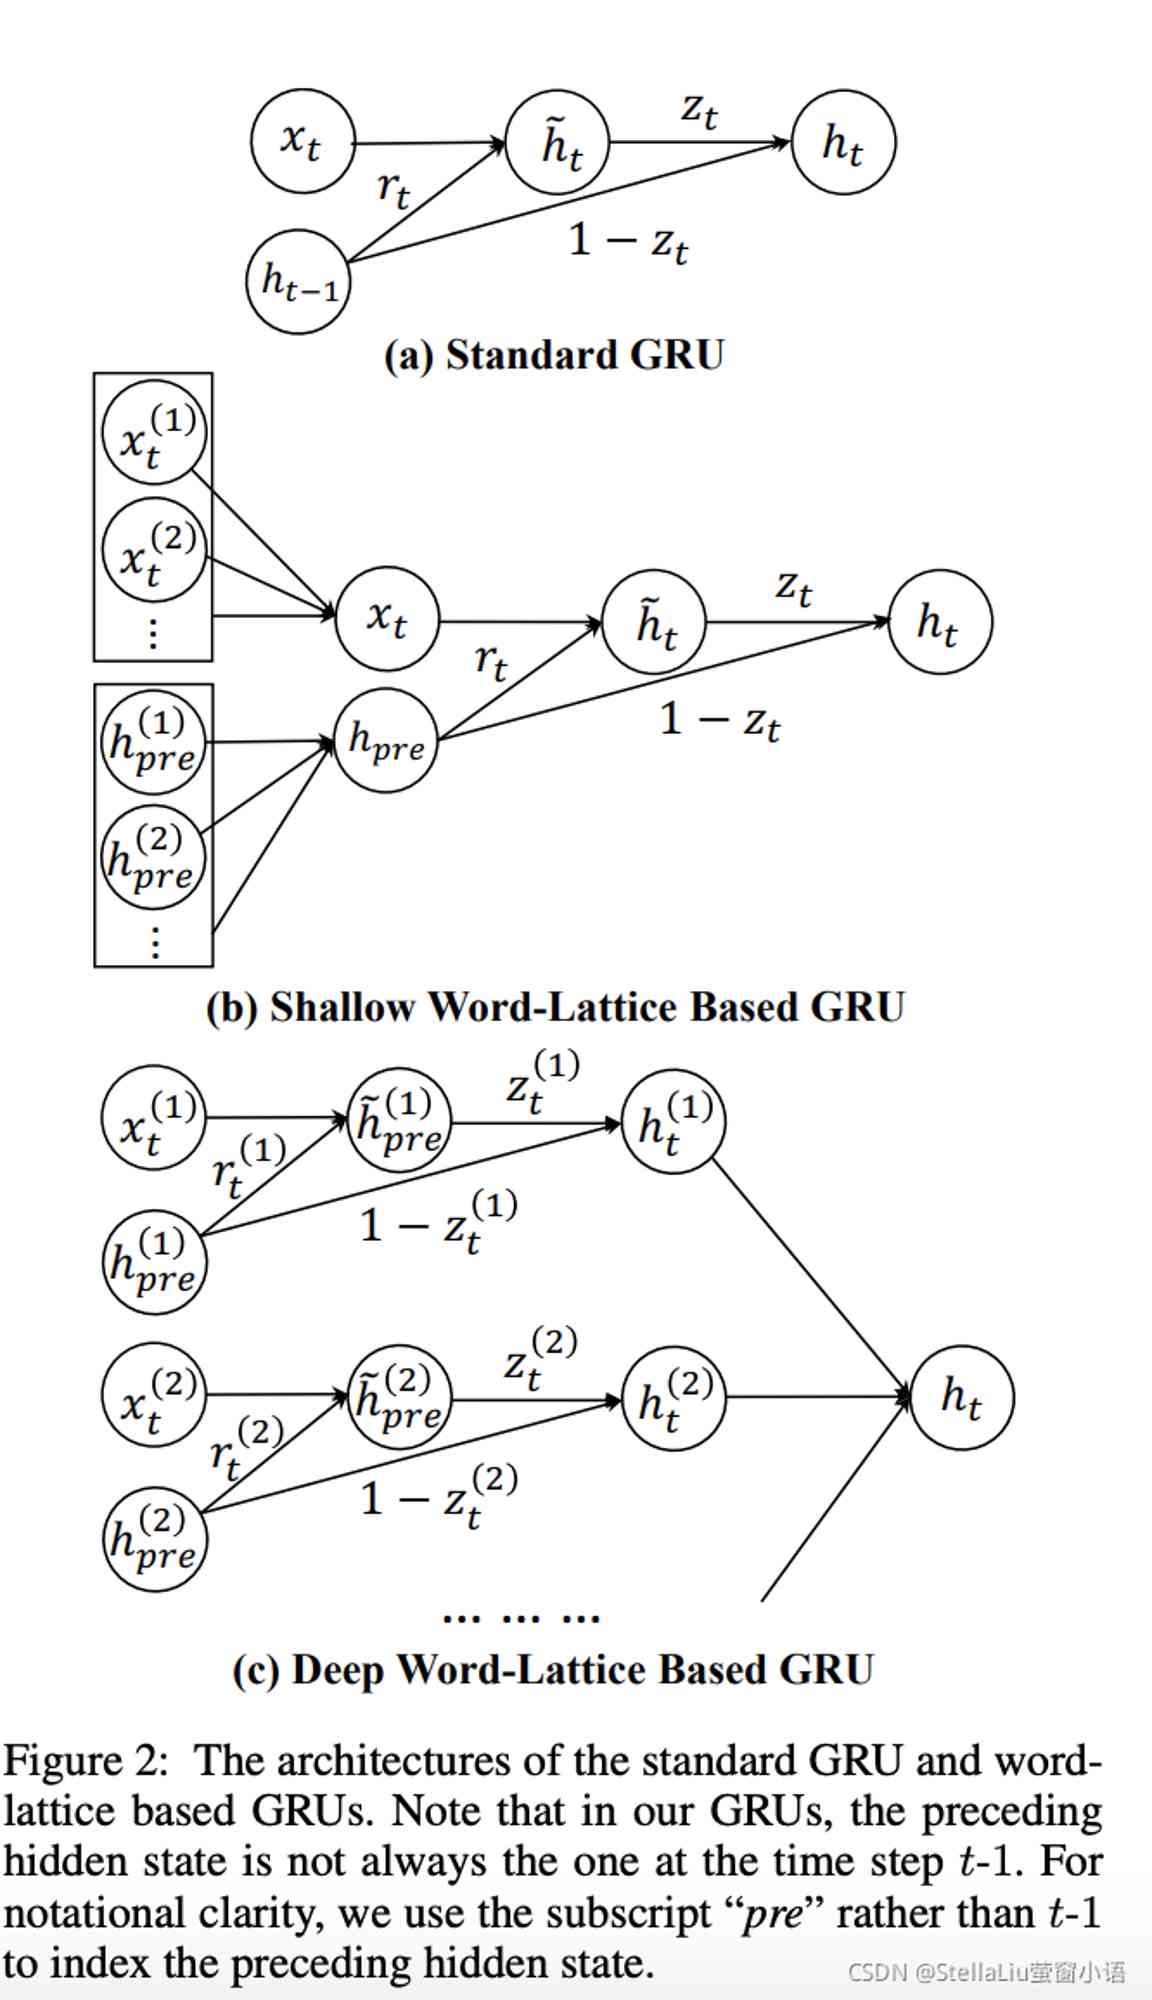 x_t
h̃_t
z_t
h_t
r_t
1 − z_t
h_{t−1}
(a) Standard GRU
x_t^{(1)}
x_t^{(2)}
⋮
x_t
h̃_t
z_t
h_t
r_t
1 − z_t
h_{pre}^{(1)}
h_{pre}
h_{pre}^{(2)}
⋮
(b) Shallow Word-Lattice Based GRU
x_t^{(1)}
h̃_{pre}^{(1)}
z_t^{(1)}
h_t^{(1)}
r_t^{(1)}
1 − z_t^{(1)}
h_{pre}^{(1)}
x_t^{(2)}
h̃_{pre}^{(2)}
z_t^{(2)}
h_t^{(2)}
h_t
r_t^{(2)}
1 − z_t^{(2)}
h_{pre}^{(2)}
... ... ...
(c) Deep Word-Lattice Based GRU
Figure 2: The architectures of the standard GRU and word-
lattice based GRUs. Note that in our GRUs, the preceding
hidden state is not always the one at the time step t-1. For
notational clarity, we use the subscript “pre” rather than t-1
to index the preceding hidden state.
CSDN @StellaLiu萤窗小语